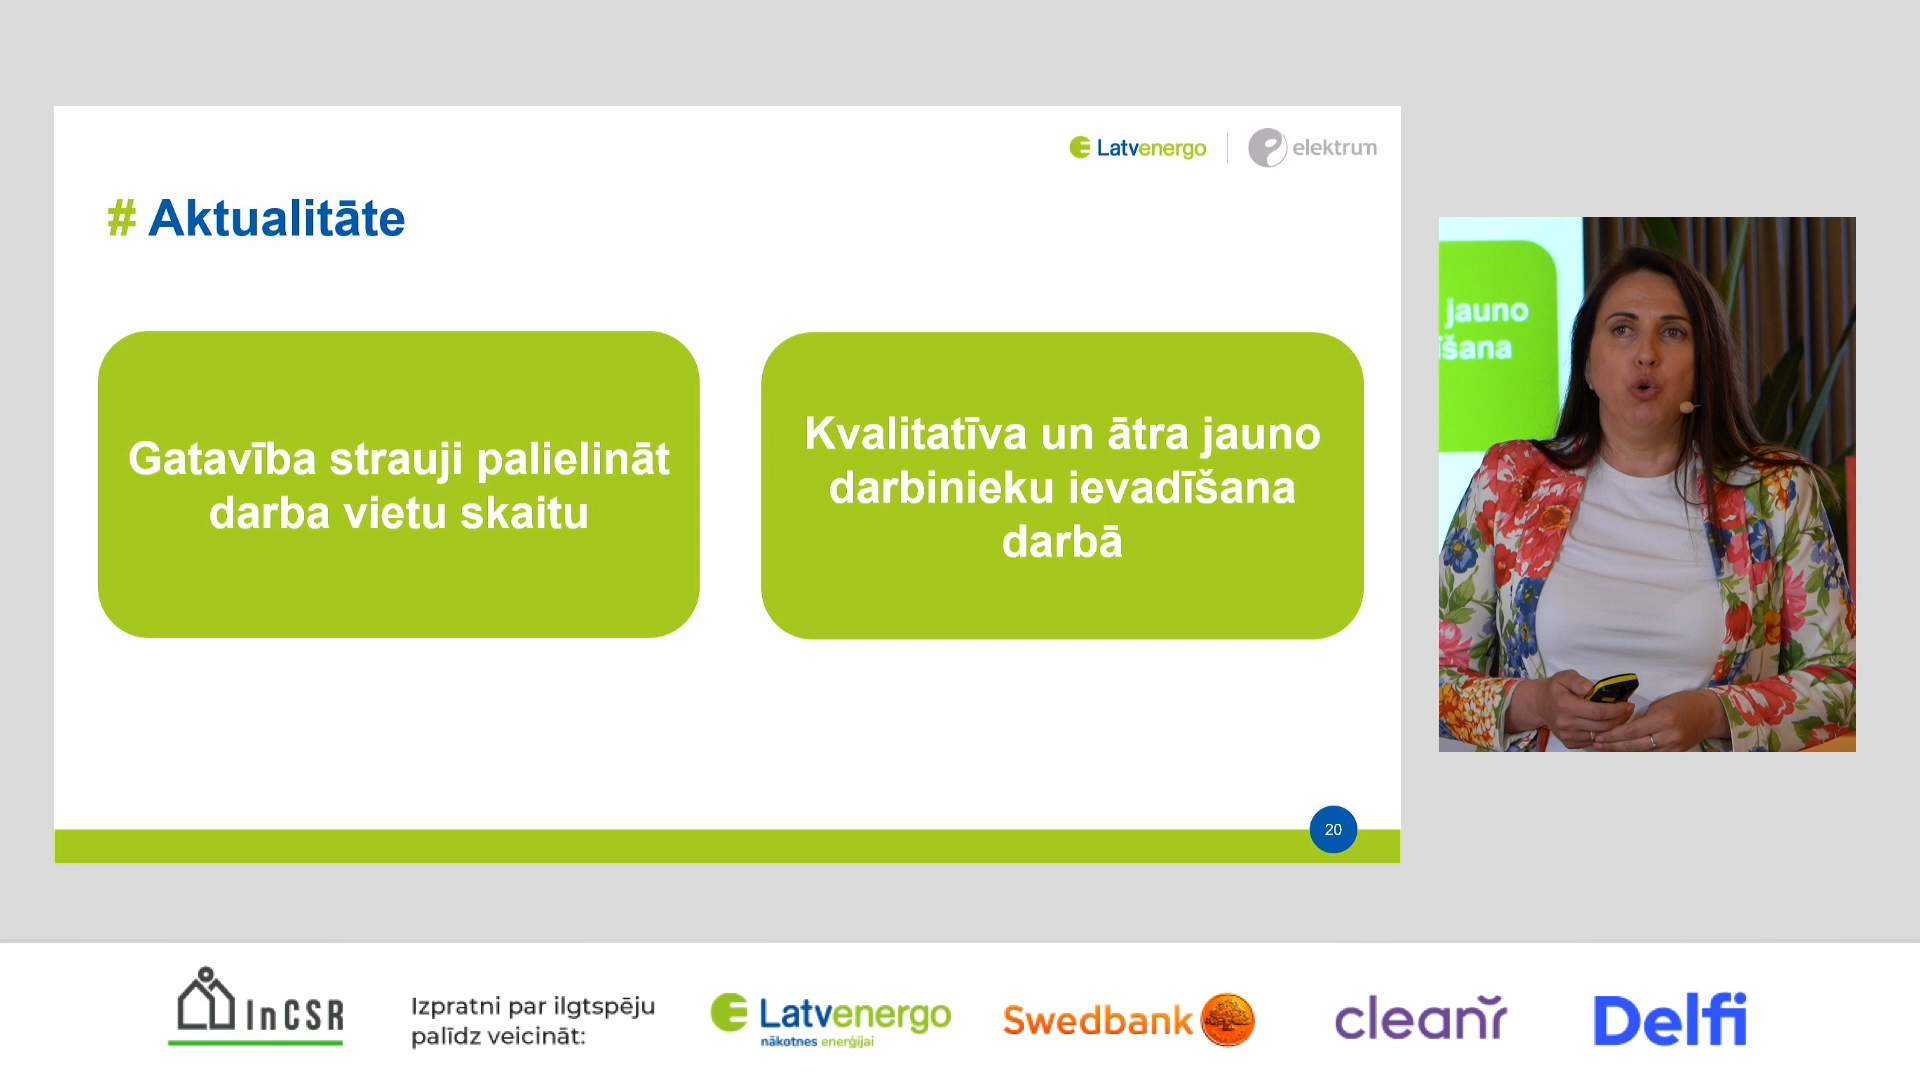 Latvenergo
elektrum
# Aktualitāte
Gatavība strauji palielināt
darba vietu skaitu
Kvalitatīva un ātra jauno
darbinieku ievadīšana
darbā
20
jauno
īšana
InCSR
Izpratni par ilgtspēju
palīdz veicināt:
Latvenergo
nākotnes enerģijai
Swedbank
cleanr
Delfi